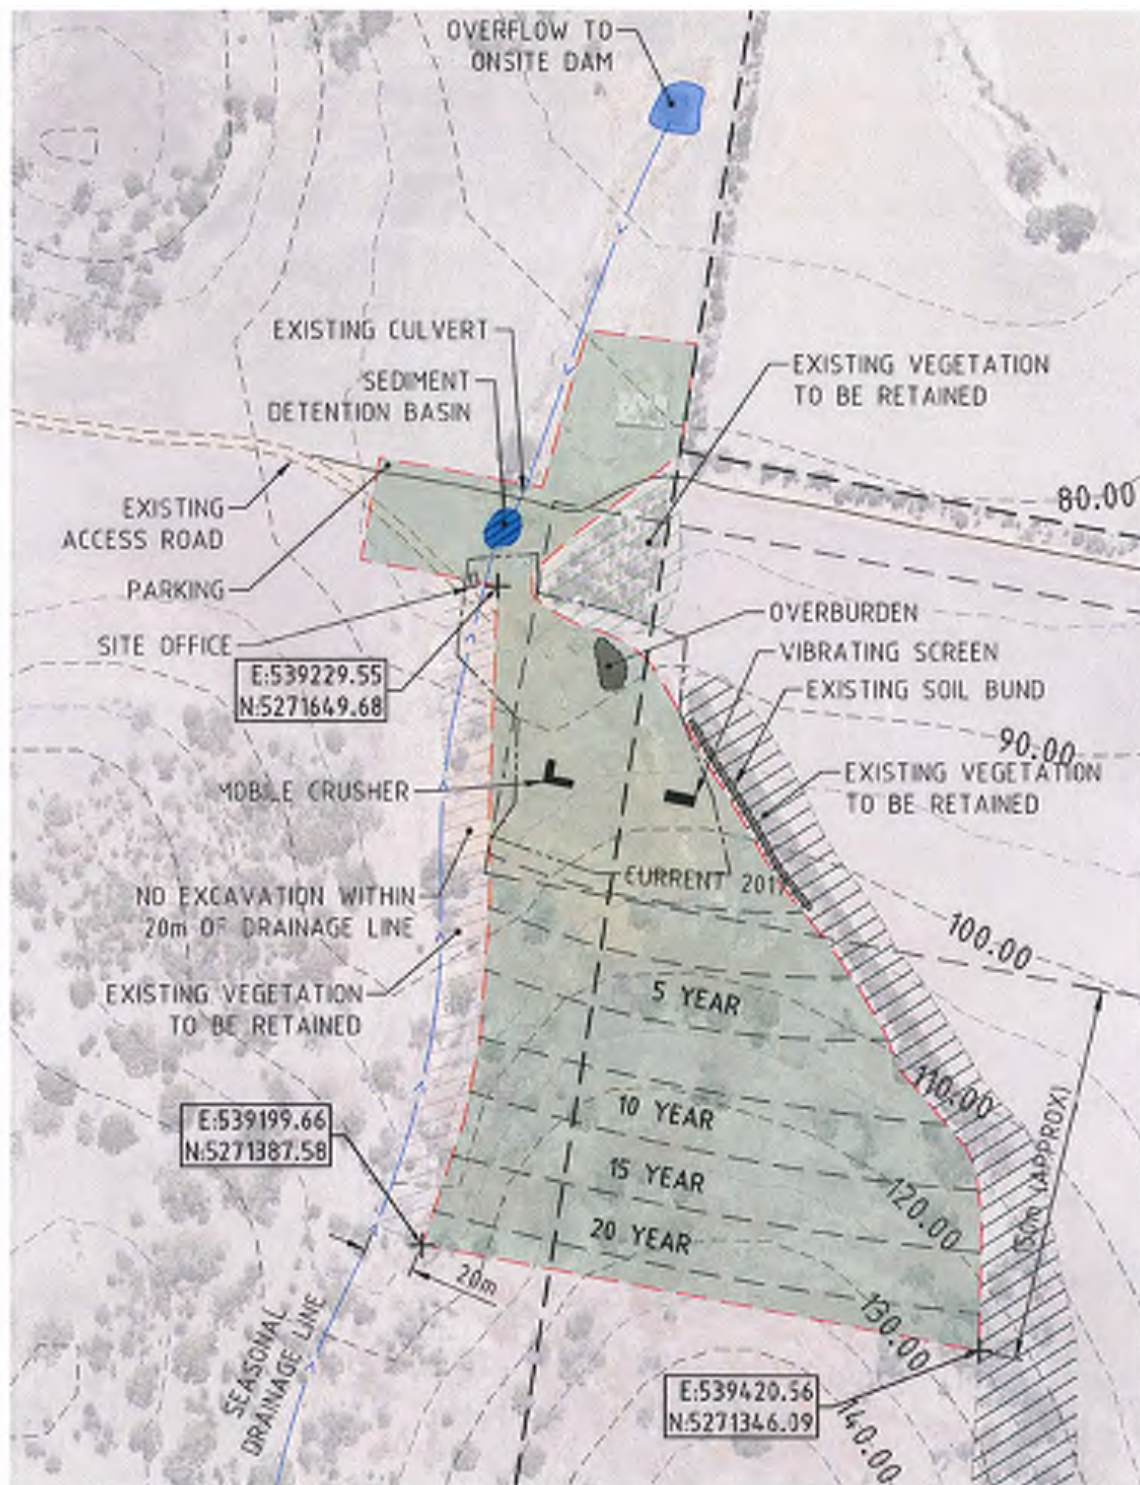 OVERFLOW TO
ONSITE DAM
EXISTING CULVERT
SEDIMENT
DETENTION BASIN
EXISTING VEGETATION
TO BE RETAINED
80.00
EXISTING
ACCESS ROAD
PARKING
SITE OFFICE
E:539229.55
N:5271649.68
OVERBURDEN
VIBRATING SCREEN
EXISTING SOIL BUND
90.00
EXISTING VEGETATION
TO BE RETAINED
MOBILE CRUSHER
CURRENT 2017
NO EXCAVATION WITHIN
20m OF DRAINAGE LINE
100.00
EXISTING VEGETATION
TO BE RETAINED
5 YEAR
110.00
10 YEAR
E:539199.66
N:5271387.58
15 YEAR
120.00
(APPROX)
20 YEAR
20m
130.00
SEASONAL
DRAINAGE LINE
E:539420.56
N:5271346.09
140.00